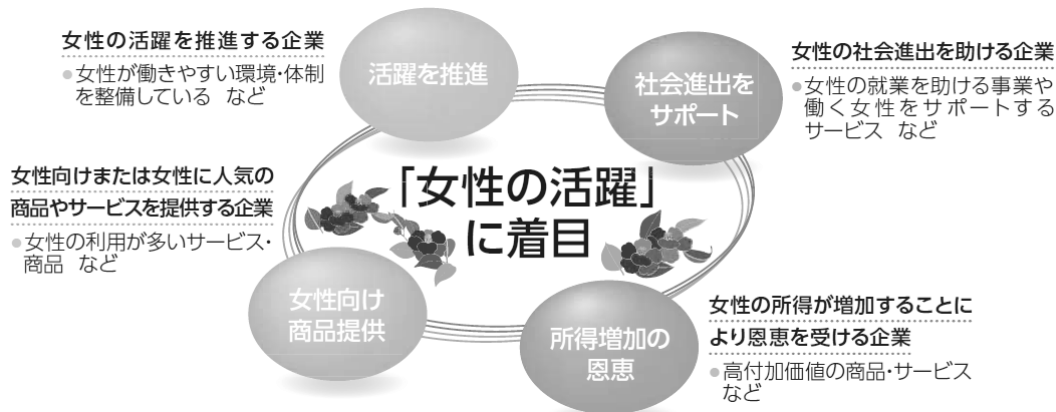 女性の活躍を推進する企業
●女性が働きやすい環境・体制
を整備している など
活躍を推進
社会進出を
サポート
女性の社会進出を助ける企業
●女性の就業を助ける事業や
働く女性をサポートする
サービス など
女性向けまたは女性に人気の
商品やサービスを提供する企業
●女性の利用が多いサービス・
商品 など
「女性の活躍」
に着目
女性向け
商品提供
所得増加の
恩恵
女性の所得が増加することに
より恩恵を受ける企業
●高付加価値の商品・サービス
など